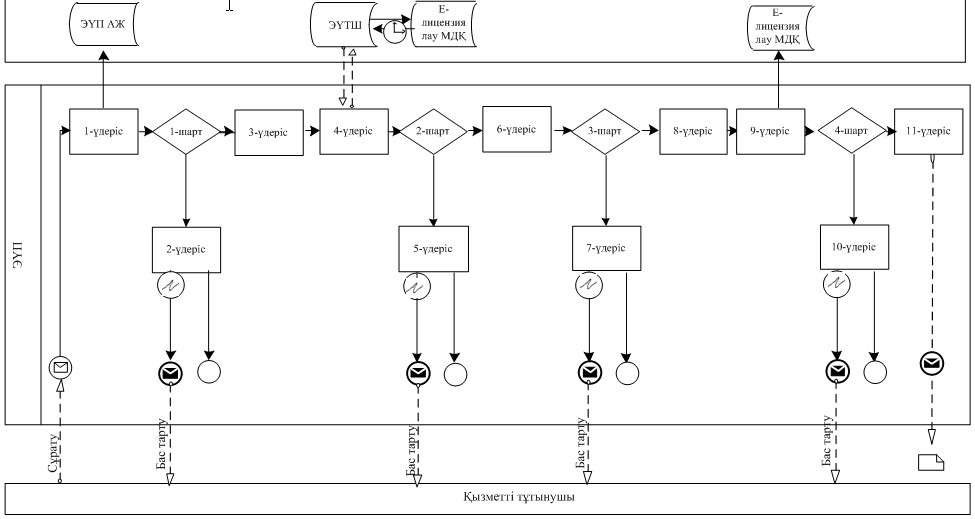 ЭҮП АЖ
ЭҮТШ
Е-
лицензия
лау МДҚ
Е-
лицензия
лау МДҚ
1-үдеріс
1-шарт
3-үдеріс
4-үдеріс
2-шарт
6-үдеріс
3-шарт
8-үдеріс
9-үдеріс
4-шарт
11-үдеріс
ЭҮП
2-үдеріс
5-үдеріс
7-үдеріс
10-үдеріс
Сұрату
Бас тарту
Бас тарту
Бас тарту
Бас тарту
Қызметті тұтынушы